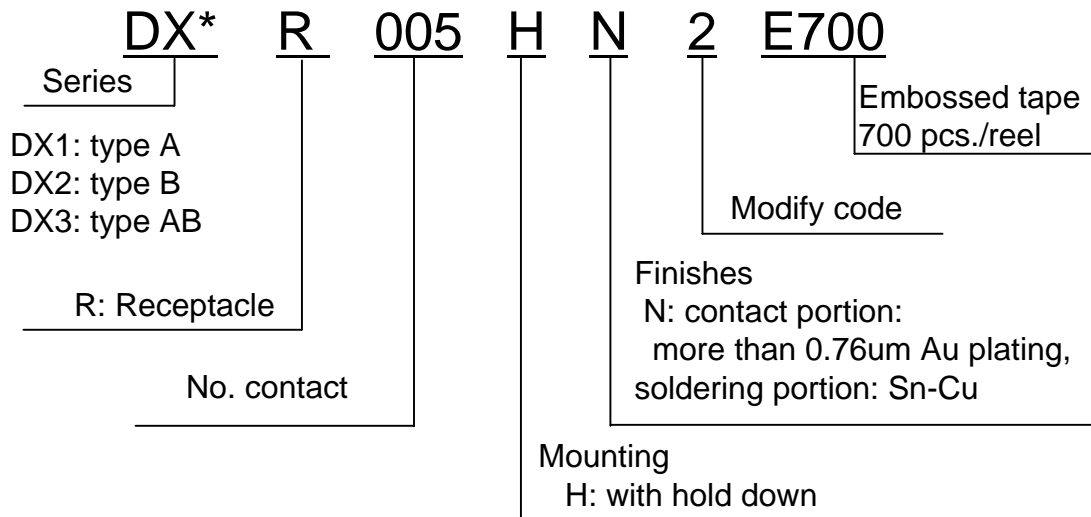 DX* R 005 H N 2 E700
Series
Embossed tape
700 pcs./reel
DX1: type A
DX2: type B
DX3: type AB
Modify code
Finishes
N: contact portion:
more than 0.76um Au plating,
soldering portion: Sn-Cu
R: Receptacle
No. contact
Mounting
H: with hold down